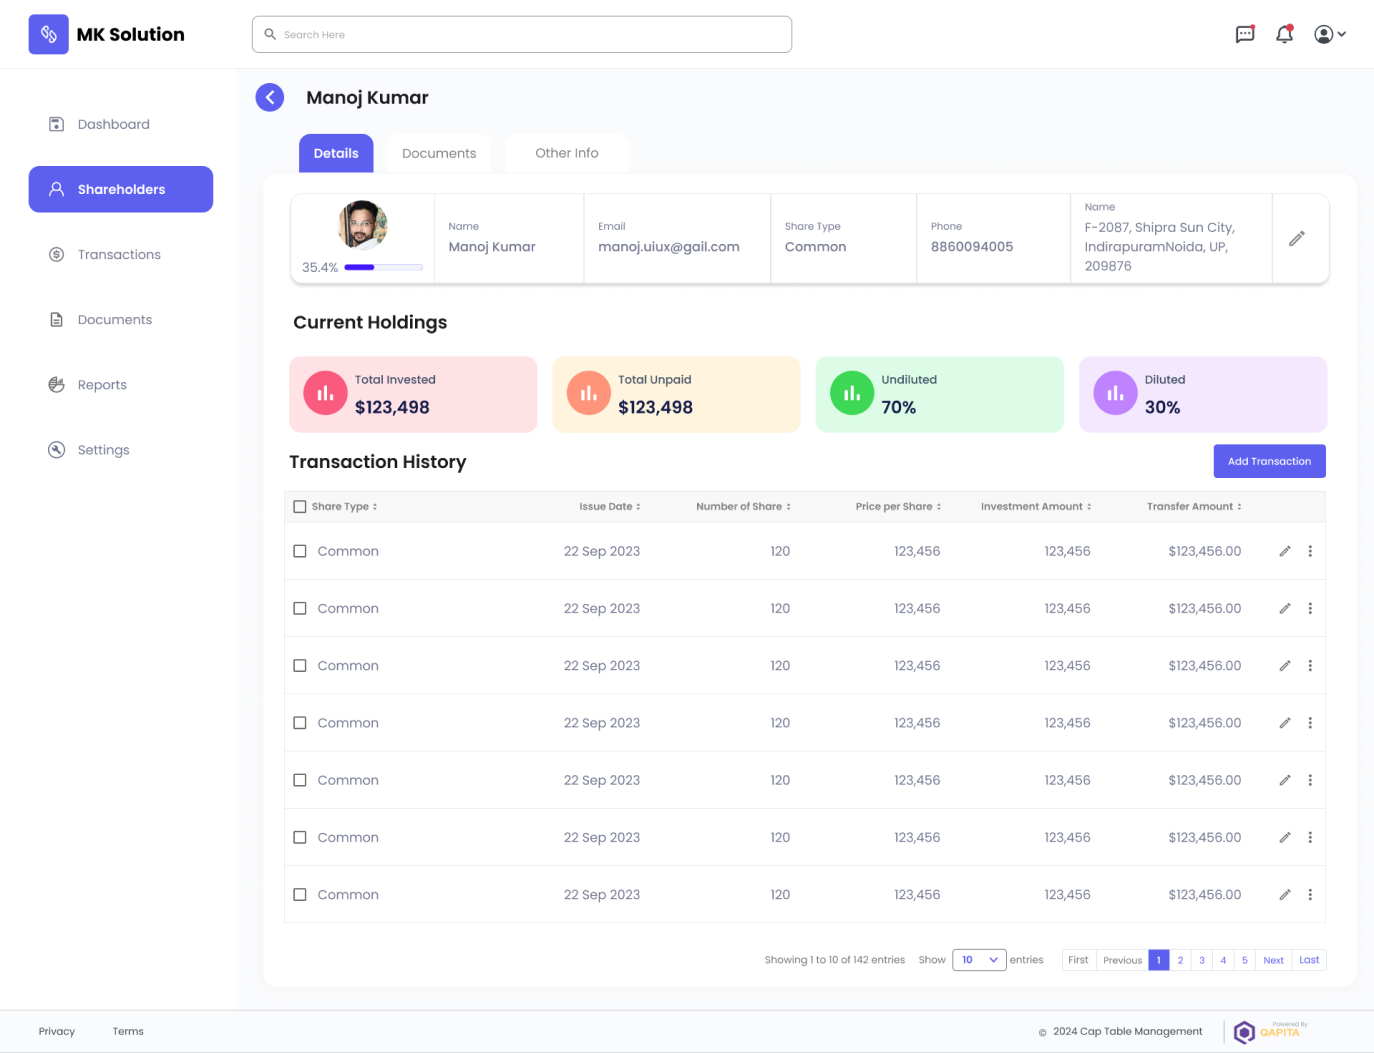 MK Solution
Search Here
Dashboard
Shareholders
Transactions
Documents
Reports
Settings
Manoj Kumar
Details
Documents
Other Info
35.4%
Name
Manoj Kumar
Email
manoj.uiux@gail.com
Share Type
Common
Phone
8860094005
Name
F-2087, Shipra Sun City,
IndirapuramNoida, UP,
209876
Current Holdings
Total Invested
$123,498
Total Unpaid
$123,498
Undiluted
70%
Diluted
30%
Transaction History
Add Transaction
Share Type Issue Date Number of Share Price per Share Investment Amount Transfer Amount
Common 22 Sep 2023 120 123,456 123,456 $123,456.00
Common 22 Sep 2023 120 123,456 123,456 $123,456.00
Common 22 Sep 2023 120 123,456 123,456 $123,456.00
Common 22 Sep 2023 120 123,456 123,456 $123,456.00
Common 22 Sep 2023 120 123,456 123,456 $123,456.00
Common 22 Sep 2023 120 123,456 123,456 $123,456.00
Common 22 Sep 2023 120 123,456 123,456 $123,456.00
Showing 1 to 10 of 142 entries Show 10 entries First Previous 1 2 3 4 5 Next Last
Privacy Terms
© 2024 Cap Table Management
Powered by
QAPITA